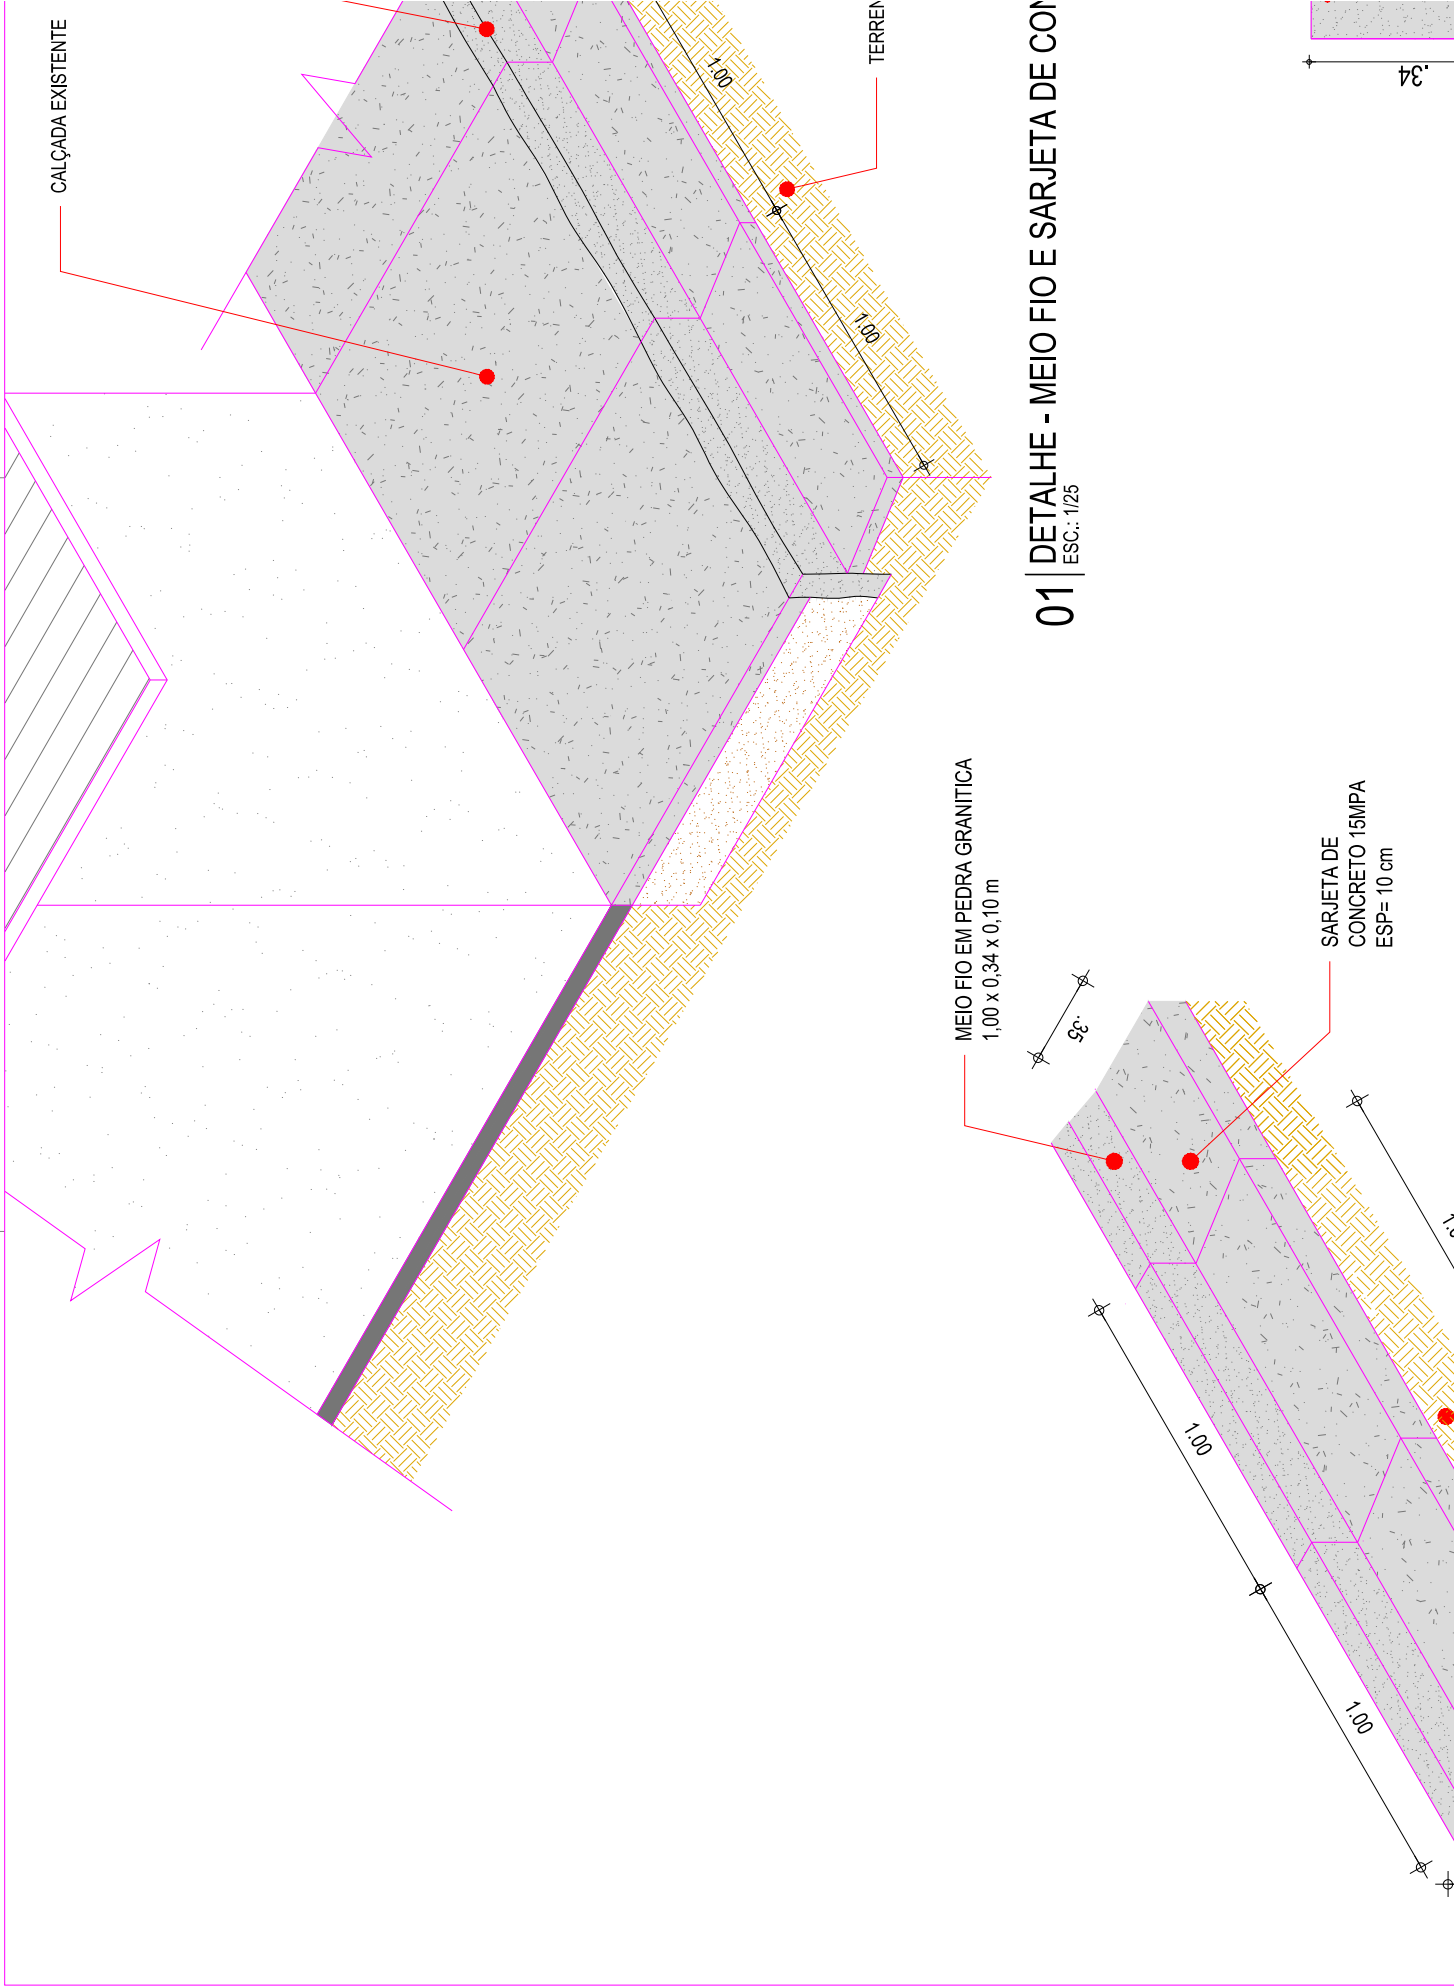 CALÇADA EXISTENTE
1.00
1.00
01 DETALHE - MEIO FIO E SARJETA DE
ESC.: 1/25
.34
MEIO FIO EM PEDRA GRANITICA
1,00 x 0,34 x 0,10 m
.35
SARJETA DE
CONCRETO 15MPA
ESP= 10 cm
1.00
1.00